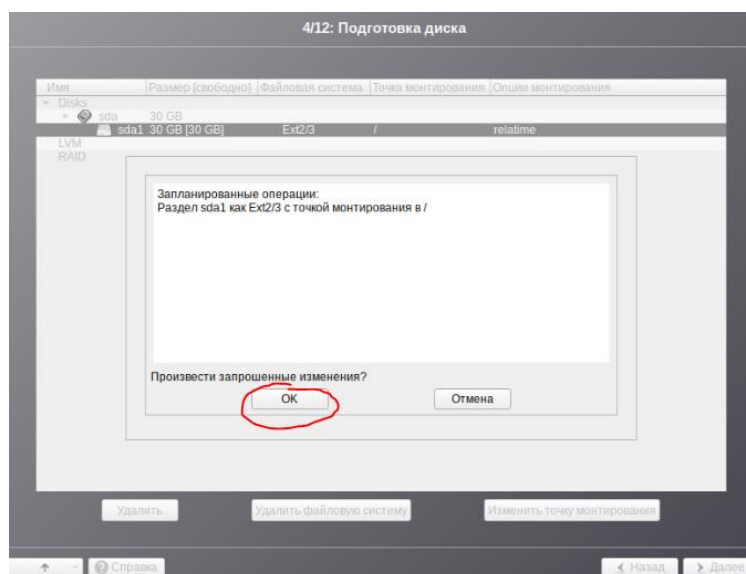 4/12: Подготовка диска
Имя Размер [свободно] Файловая система Точка монтирования Опции монтирования
Disks
sda 30 GB
sda1 30 GB [30 GB] Ext2/3 / relatime
LVM
RAID
Запланированные операции:
Раздел sda1 как Ext2/3 с точкой монтирования в /
Произвести запрошенные изменения?
OK Отмена
Удалить Удалить файловую систему Изменить точку монтирования
Справка Назад Далее